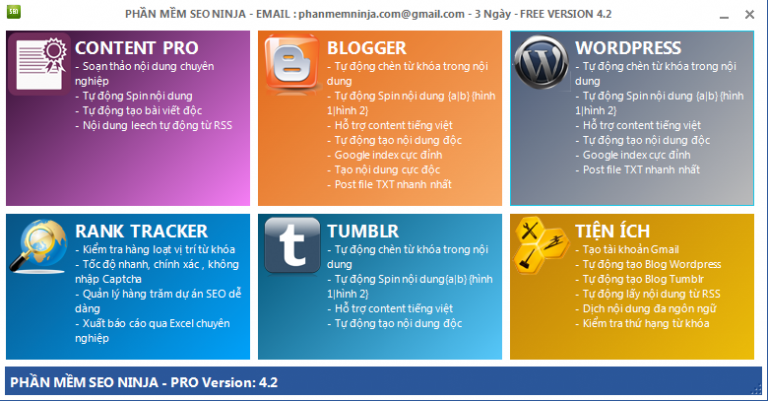 PHẦN MỀM SEO NINJA - EMAIL : phanmemninja.com@gmail.com - 3 Ngày - FREE VERSION 4.2
SBI
CONTENT PRO
- Soạn thảo nội dung chuyên
nghiệp
- Tự động Spin nội dung
- Tự động tạo bài viết độc
- Nội dung leech tự động từ RSS
BLOGGER
- Tự động chèn từ khóa trong nội
dung
- Tự động Spin nội dung {a|b} {hình
1|hình 2}
- Hỗ trợ content tiếng việt
- Tự động tạo nội dung độc
- Google index cực đỉnh
- Tạo nội dung cực độc
- Post file TXT nhanh nhất
WORDPRESS
- Tự động chèn từ khóa trong nội
dung
- Tự động Spin nội dung {a|b} {hình
1|hình 2}
- Hỗ trợ content tiếng việt
- Tự động tạo nội dung độc
- Google index cực đỉnh
- Post file TXT nhanh nhất
RANK TRACKER
- Kiểm tra hàng loạt vị trí từ khóa
- Tốc độ nhanh, chính xác , không
nhập Captcha
- Quản lý hàng trăm dự án SEO dễ
dàng
- Xuất báo cáo qua Excel chuyên
nghiệp
TUMBLR
- Tự động chèn từ khóa trong nội
dung
- Tự động Spin nội dung{a|b} {hình
1|hình 2}
- Hỗ trợ content tiếng việt
- Tự động tạo nội dung độc
TIỆN ÍCH
- Tạo tài khoản Gmail
- Tự động tạo Blog Wordpress
- Tự động tạo Blog Tumblr
- Tự động lấy nội dung từ RSS
- Dịch nội dung đa ngôn ngữ
- Kiểm tra thứ hạng từ khóa
PHẦN MỀM SEO NINJA - PRO Version: 4.2